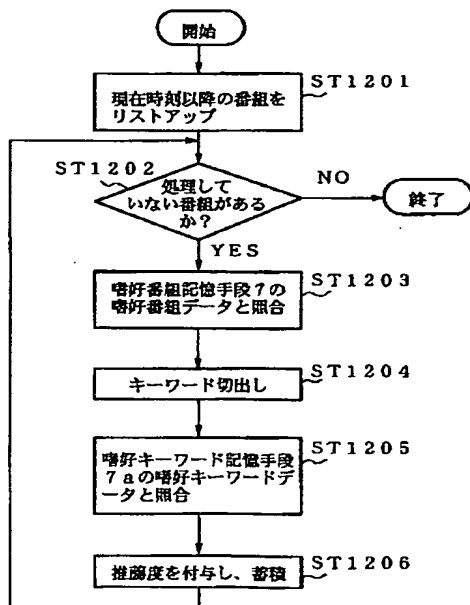 開始
ST1201
現在時刻以降の番組を
リストアップ
ST1202
処理して
いない番組がある
か?
NO
終了
YES
ST1203
嗜好番組記憶手段7の
嗜好番組データと照合
ST1204
キーワード切出し
ST1205
嗜好キーワード記憶手段
7aの嗜好キーワードデ
ータと照合
ST1206
推薦度を付与し、蓄積